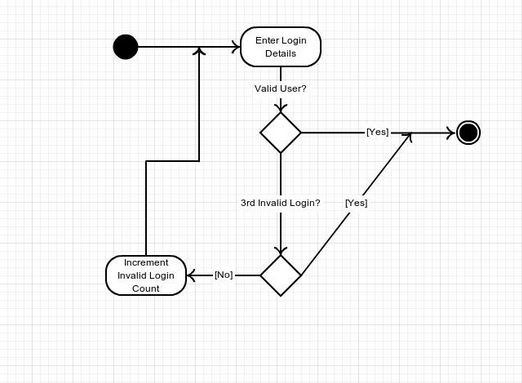 Enter Login
Details
Valid User?
[Yes]
3rd Invalid Login?
[Yes]
Increment
Invalid Login
Count
[No]